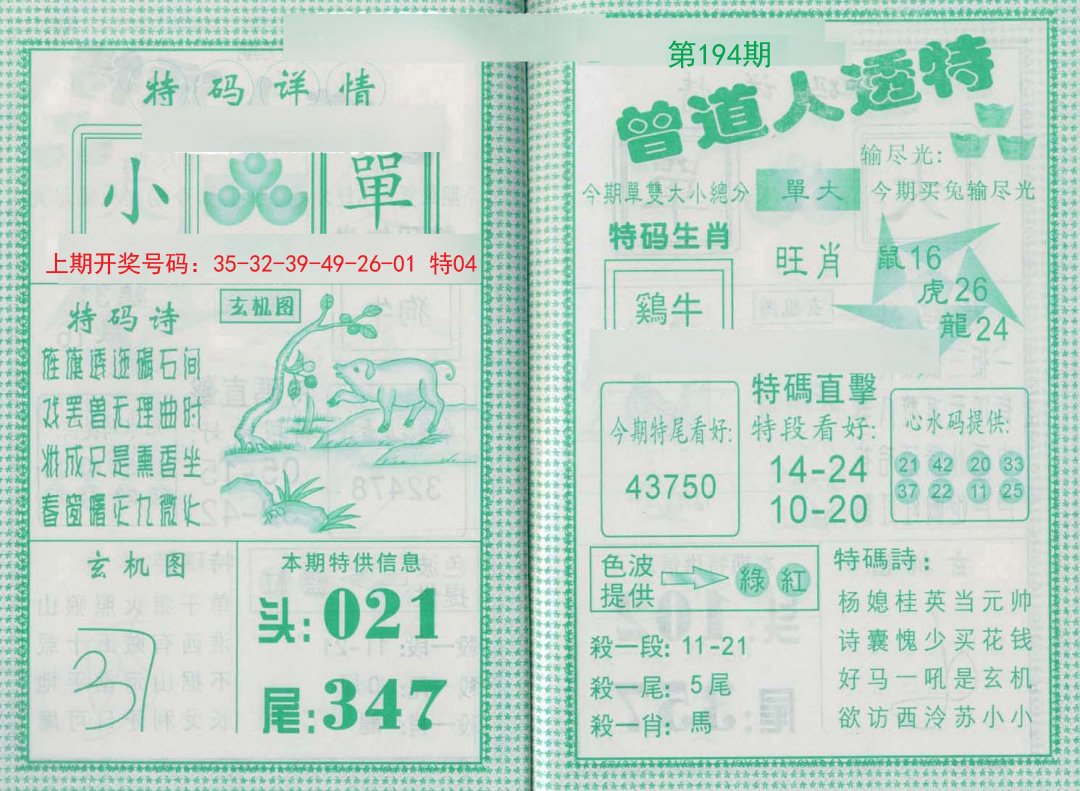 特码详情
小 單
上期开奖号码：35-32-39-49-26-01 特04
特码诗
玄机图
玄机图
本期特供信息
头:021
尾:347
第194期
曾道人透特
输尽光:
今期單雙大小總分 單大 今期买兔输尽光
特码生肖
鷄牛
旺肖
鼠16
虎26
龍24
今期特尾看好:
43750
特碼直擊
特段看好:
14-24
10-20
心水码提供:
21 42 20 33
37 22 11 25
色波
提供
綠 紅
殺一段: 11-21
殺一尾: 5尾
殺一肖: 馬
特碼詩:
杨媳桂英当元帅
诗囊愧少买花钱
好马一吼是玄机
欲访西泠苏小小